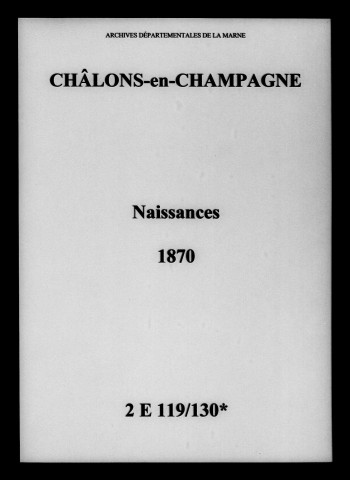 ARCHIVES DÉPARTEMENTALES DE LA MARNE
CHÂLONS-en-CHAMPAGNE
Naissances
1870
2 E 119/130*